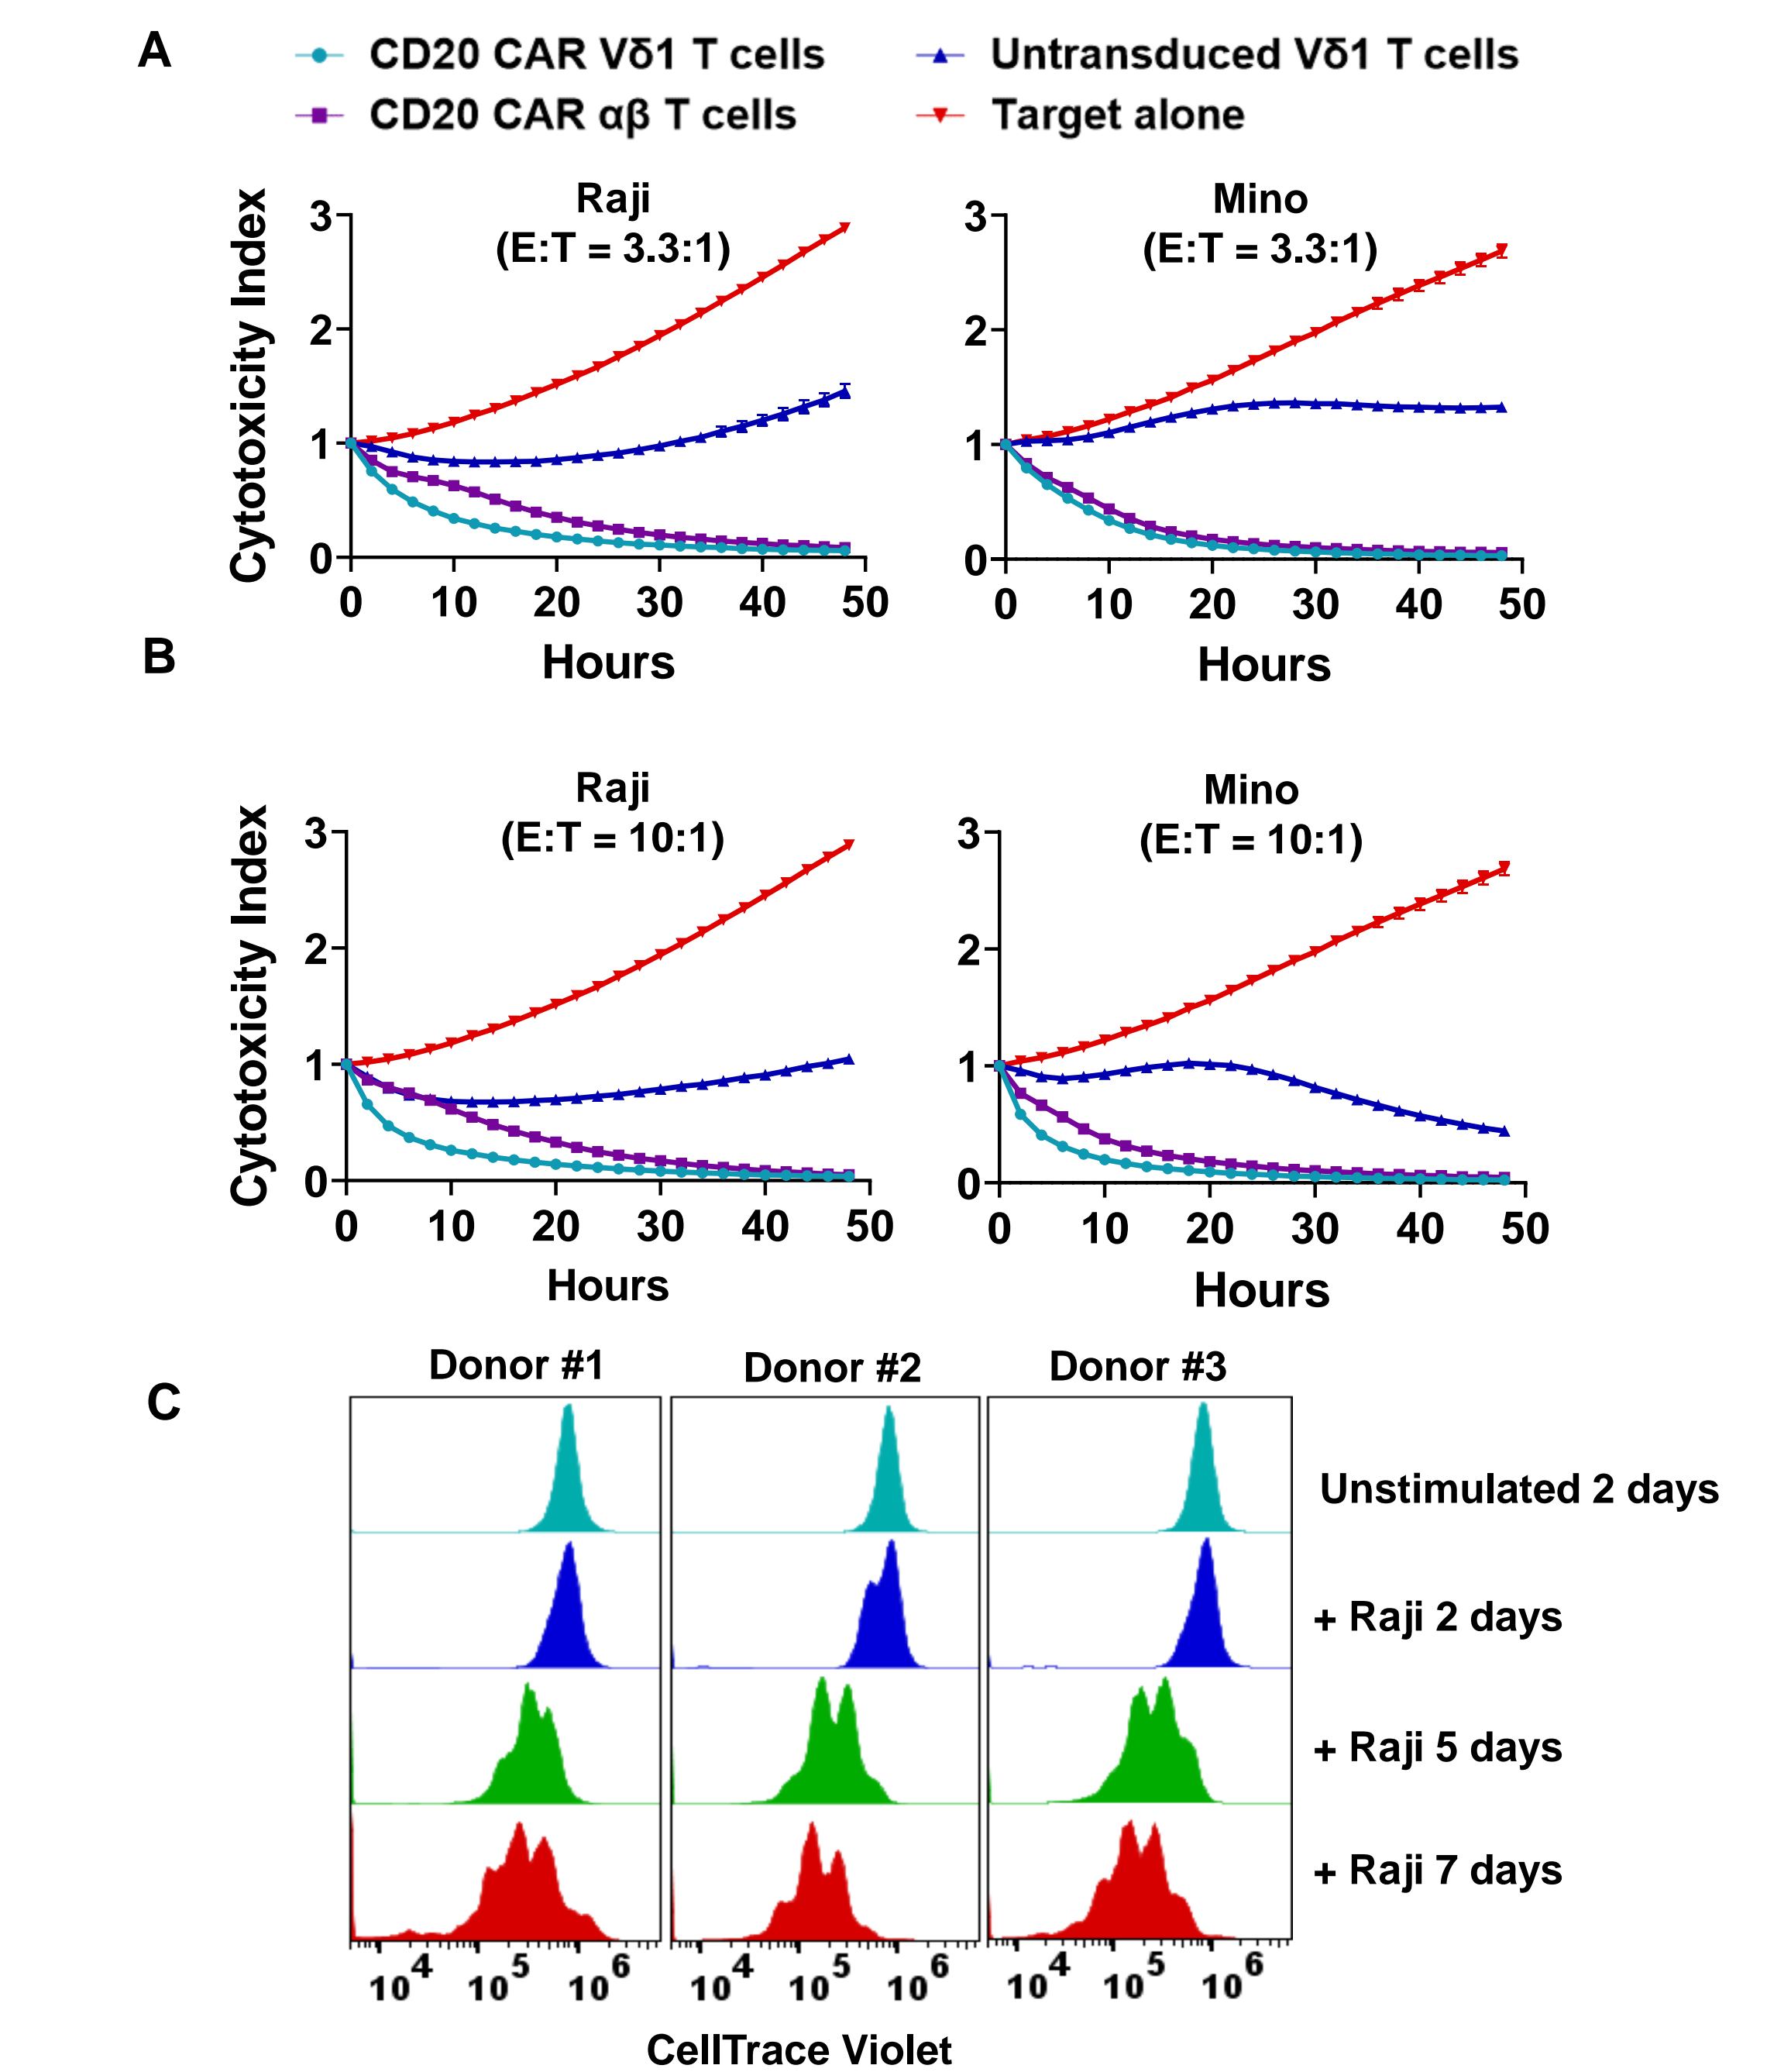 A
CD20 CAR Vδ1 T cells
Untransduced Vδ1 T cells
CD20 CAR αβ T cells
Target alone
Raji
(E:T = 3.3:1)
Cytotoxicity Index
3
2
1
0
0 10 20 30 40 50
Hours
Mino
(E:T = 3.3:1)
3
2
1
0
0 10 20 30 40 50
Hours
B
Raji
(E:T = 10:1)
Cytotoxicity Index
3
2
1
0
0 10 20 30 40 50
Hours
Mino
(E:T = 10:1)
3
2
1
0
0 10 20 30 40 50
Hours
C
Donor #1
Donor #2
Donor #3
Unstimulated 2 days
+ Raji 2 days
+ Raji 5 days
+ Raji 7 days
10^4 10^5 10^6
10^4 10^5 10^6
10^4 10^5 10^6
CellTrace Violet